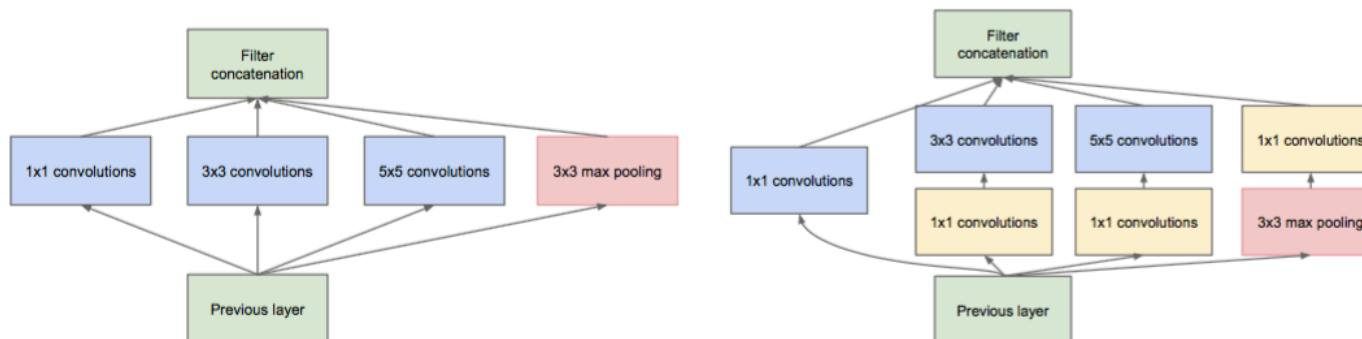 Filter
concatenation
1x1 convolutions
3x3 convolutions
5x5 convolutions
3x3 max pooling
Previous layer
Filter
concatenation
3x3 convolutions
5x5 convolutions
1x1 convolutions
1x1 convolutions
1x1 convolutions
1x1 convolutions
3x3 max pooling
Previous layer